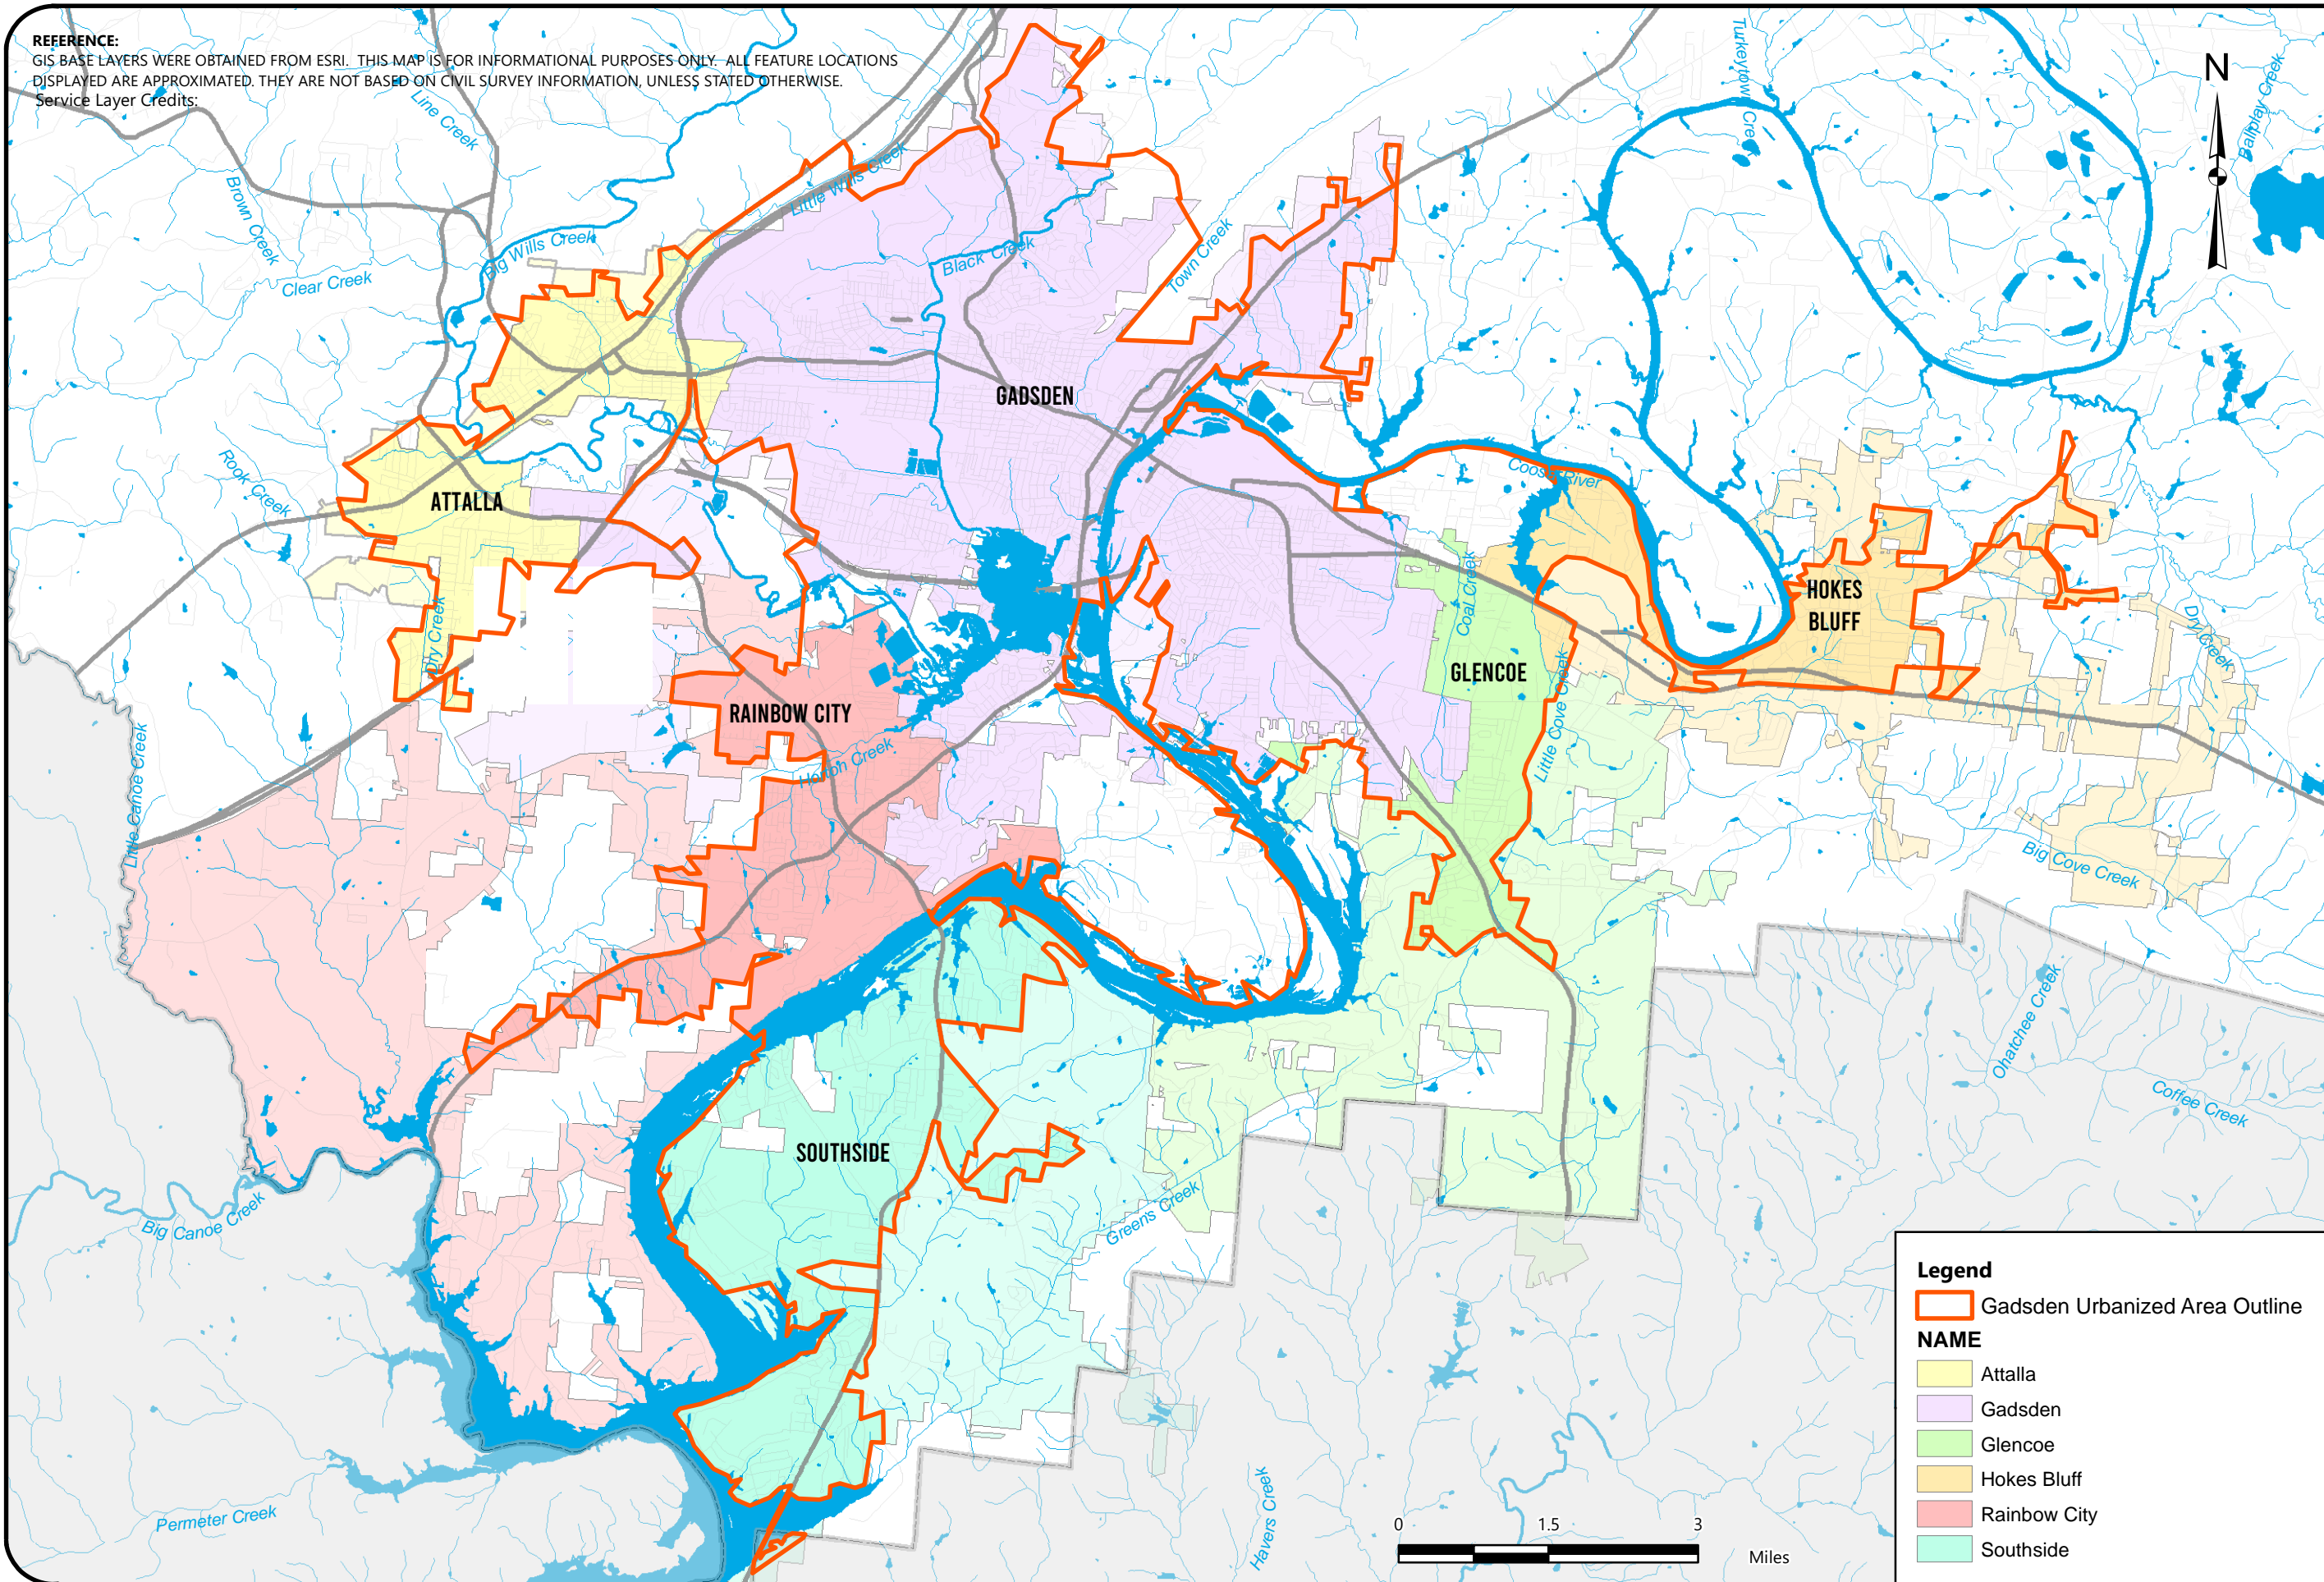 REFERENCE:
GIS BASE LAYERS WERE OBTAINED FROM ESRI. THIS MAP IS FOR INFORMATIONAL PURPOSES ONLY. ALL FEATURE LOCATIONS
DISPLAYED ARE APPROXIMATED. THEY ARE NOT BASED ON CIVIL SURVEY INFORMATION, UNLESS STATED OTHERWISE.
Service Layer Credits:
N
Turkeytown Creek
Ballplay Creek
Line Creek
Little Wills Creek
Brown Creek
Big Wills Creek
Clear Creek
Black Creek
Town Creek
GADSDEN
Rook Creek
ATTALLA
Coosa River
HOKES
BLUFF
Coal Creek
Dry Creek
Dry Creek
GLENCOE
Little Cove Creek
RAINBOW CITY
Horton Creek
Little Canoe Creek
Big Cove Creek
Ohatchee Creek
Coffee Creek
SOUTHSIDE
Big Canoe Creek
Greens Creek
Permeter Creek
Havers Creek
0
1.5
3
Miles
Legend
Gadsden Urbanized Area Outline
NAME
Attalla
Gadsden
Glencoe
Hokes Bluff
Rainbow City
Southside